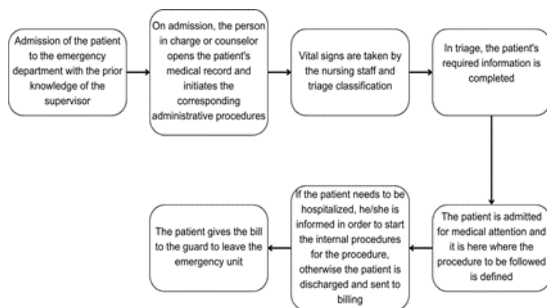 Admission of the patient
to the emergency
department with the prior
knowledge of the
supervisor
On admission, the person
in charge or counselor
opens the patient's
medical record and
initiates the
corresponding
administrative procedures
Vital signs are taken by
the nursing staff and
triage classification
In triage, the patient's
required information is
completed
The patient is admitted
for medical attention and
it is here where the
procedure to be followed
is defined
If the patient needs to be
hospitalized, he/she is
informed in order to start
the internal procedures
for the procedure,
otherwise the patient is
discharged and sent to
billing
The patient gives the bill
to the guard to leave the
emergency unit